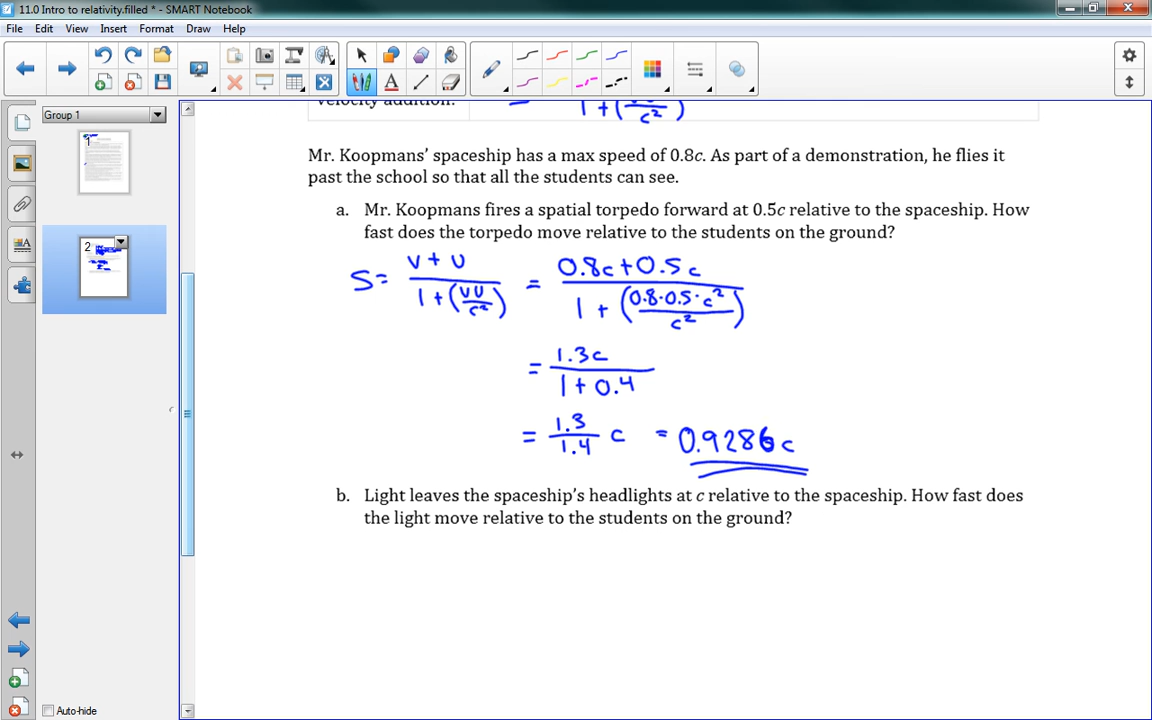 11.0 Intro to relativity.filled * - SMART Notebook
File Edit View Insert Format Draw Help
Group 1
1
2
velocity addition:
= 1 + ( c² )
Mr. Koopmans' spaceship has a max speed of 0.8c. As part of a demonstration, he flies it
past the school so that all the students can see.
a. Mr. Koopmans fires a spatial torpedo forward at 0.5c relative to the spaceship. How
fast does the torpedo move relative to the students on the ground?
S = (v + u) / (1 + (vu/c²)) = (0.8c + 0.5c) / (1 + (0.8·0.5·c²/c²))
= 1.3c / (1 + 0.4)
= 1.3/1.4 c = 0.9286c
b. Light leaves the spaceship's headlights at c relative to the spaceship. How fast does
the light move relative to the students on the ground?
Auto-hide